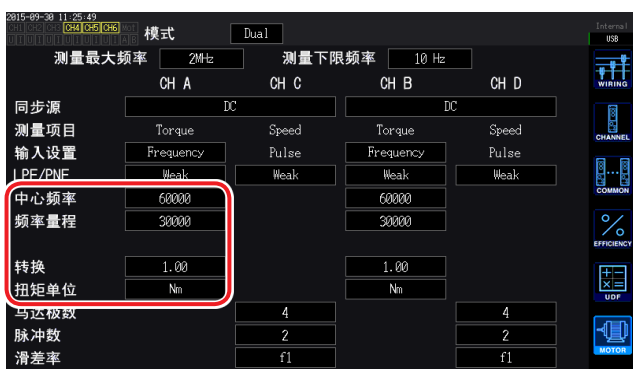 2015-09-30 11:25:49
CH1 CH2 CH3 CH4 CH5 CH6 Mot
U I U I U I U I U I U I A B
模式 Dual
Internal
USB
测量最大频率 2MHz 测量下限频率 10 Hz
CH A CH C CH B CH D
WIRING
同步源 DC DC
测量项目 Torque Speed Torque Speed
CHANNEL
输入设置 Frequency Pulse Frequency Pulse
LPF/PNF Weak Weak Weak Weak
COMMON
中心频率 60000 60000
频率量程 30000 30000
EFFICIENCY
转换 1.00 1.00
扭矩单位 Nm Nm
UDF
马达极数 4 4
脉冲数 2 2
MOTOR
滑差率 f1 f1